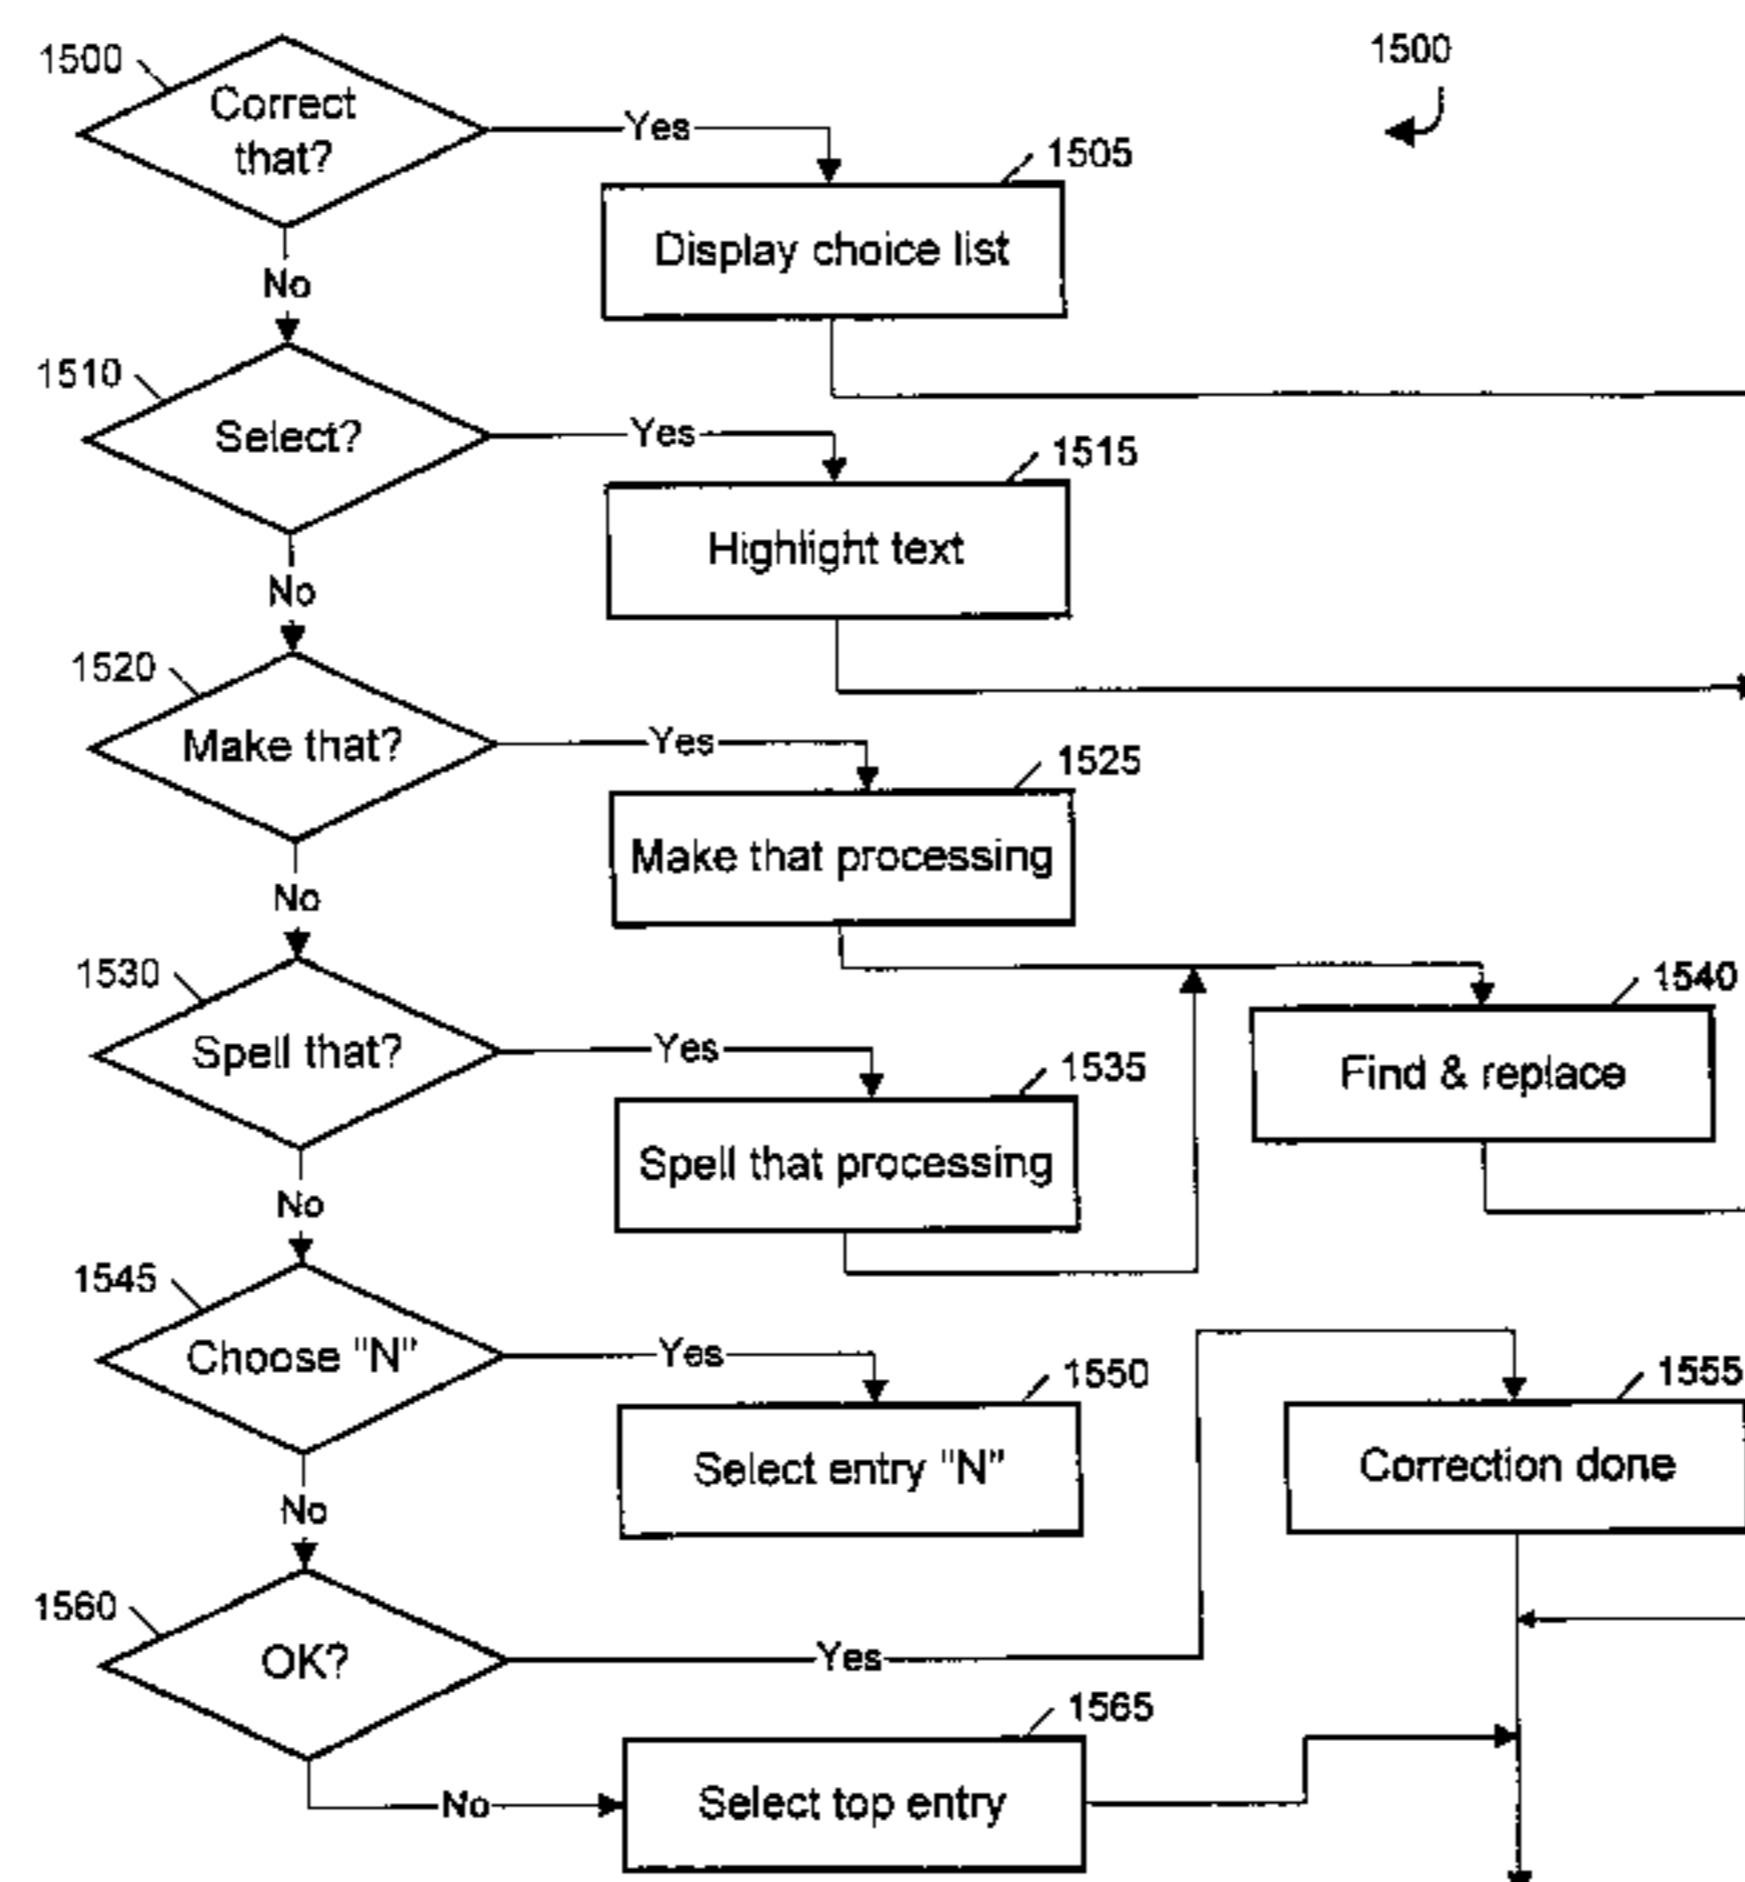 1500
Correct
that?
Yes
1500
1505
Display choice list
No
1510
Select?
Yes
1515
Highlight text
No
1520
Make that?
Yes
1525
Make that processing
No
1530
Spell that?
Yes
1535
Spell that processing
1540
Find & replace
No
1545
Choose "N"
Yes
1550
Select entry "N"
1555
Correction done
No
1560
OK?
Yes
1565
No
Select top entry